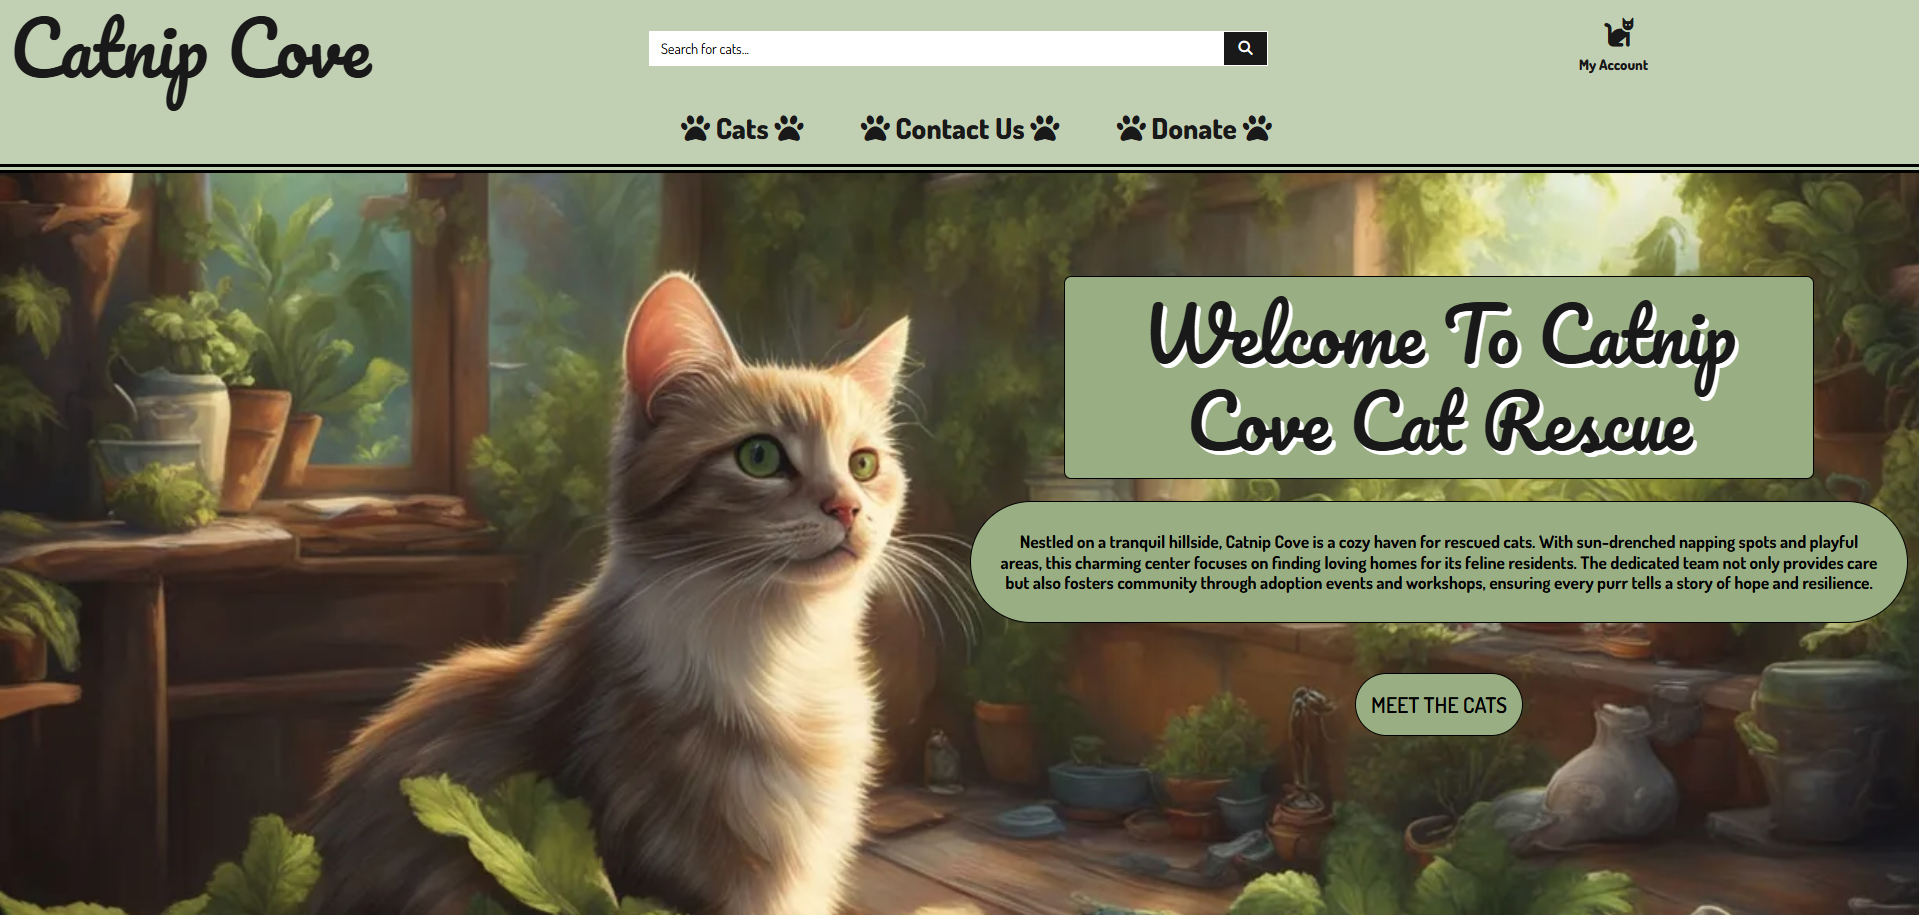 Catnip Cove
Search for cats...
My Account
Cats
Contact Us
Donate
Welcome To Catnip
Cove Cat Rescue
Nestled on a tranquil hillside, Catnip Cove is a cozy haven for rescued cats. With sun-drenched napping spots and playful
areas, this charming center focuses on finding loving homes for its feline residents. The dedicated team not only provides care
but also fosters community through adoption events and workshops, ensuring every purr tells a story of hope and resilience.
MEET THE CATS